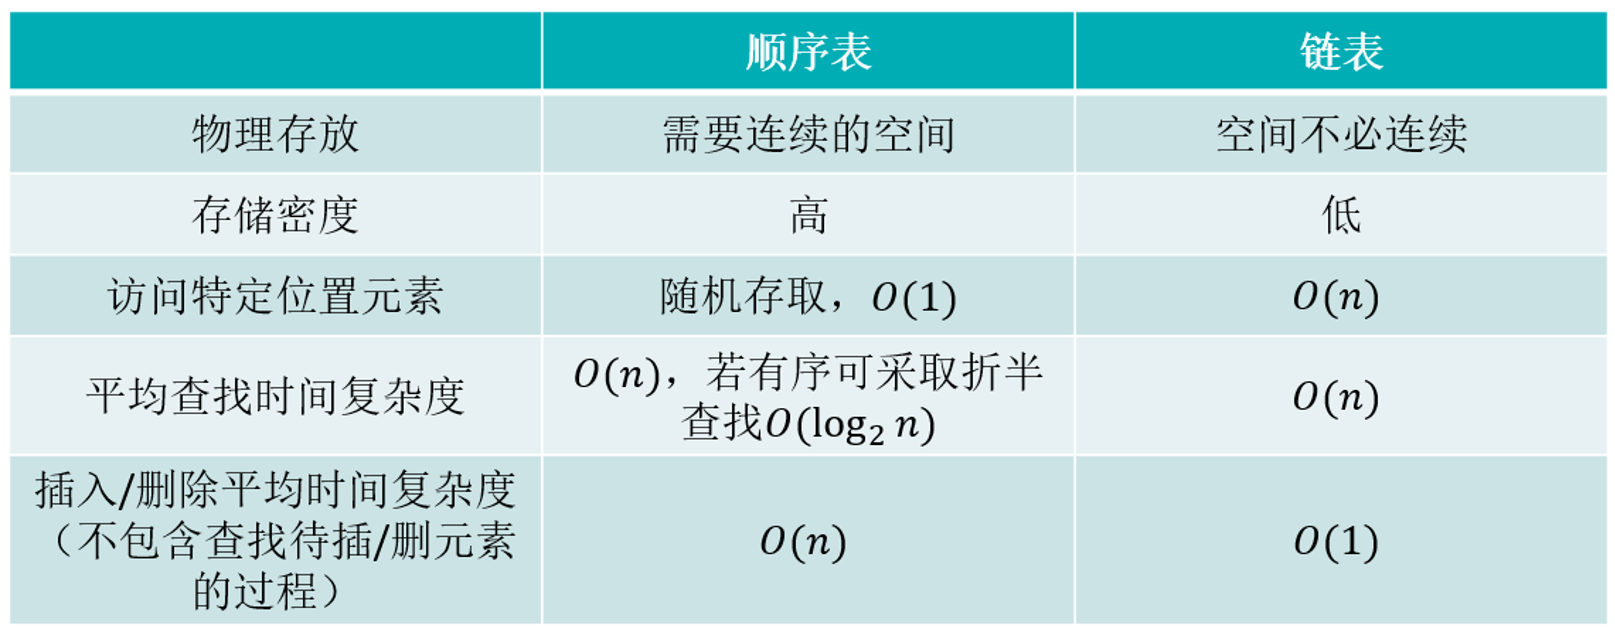 顺序表
链表
物理存放
需要连续的空间
空间不必连续
存储密度
高
低
访问特定位置元素
随机存取，O(1)
O(n)
平均查找时间复杂度
O(n)，若有序可采取折半
查找O(log₂ n)
O(n)
插入/删除平均时间复杂度
（不包含查找待插/删元素
的过程）
O(n)
O(1)